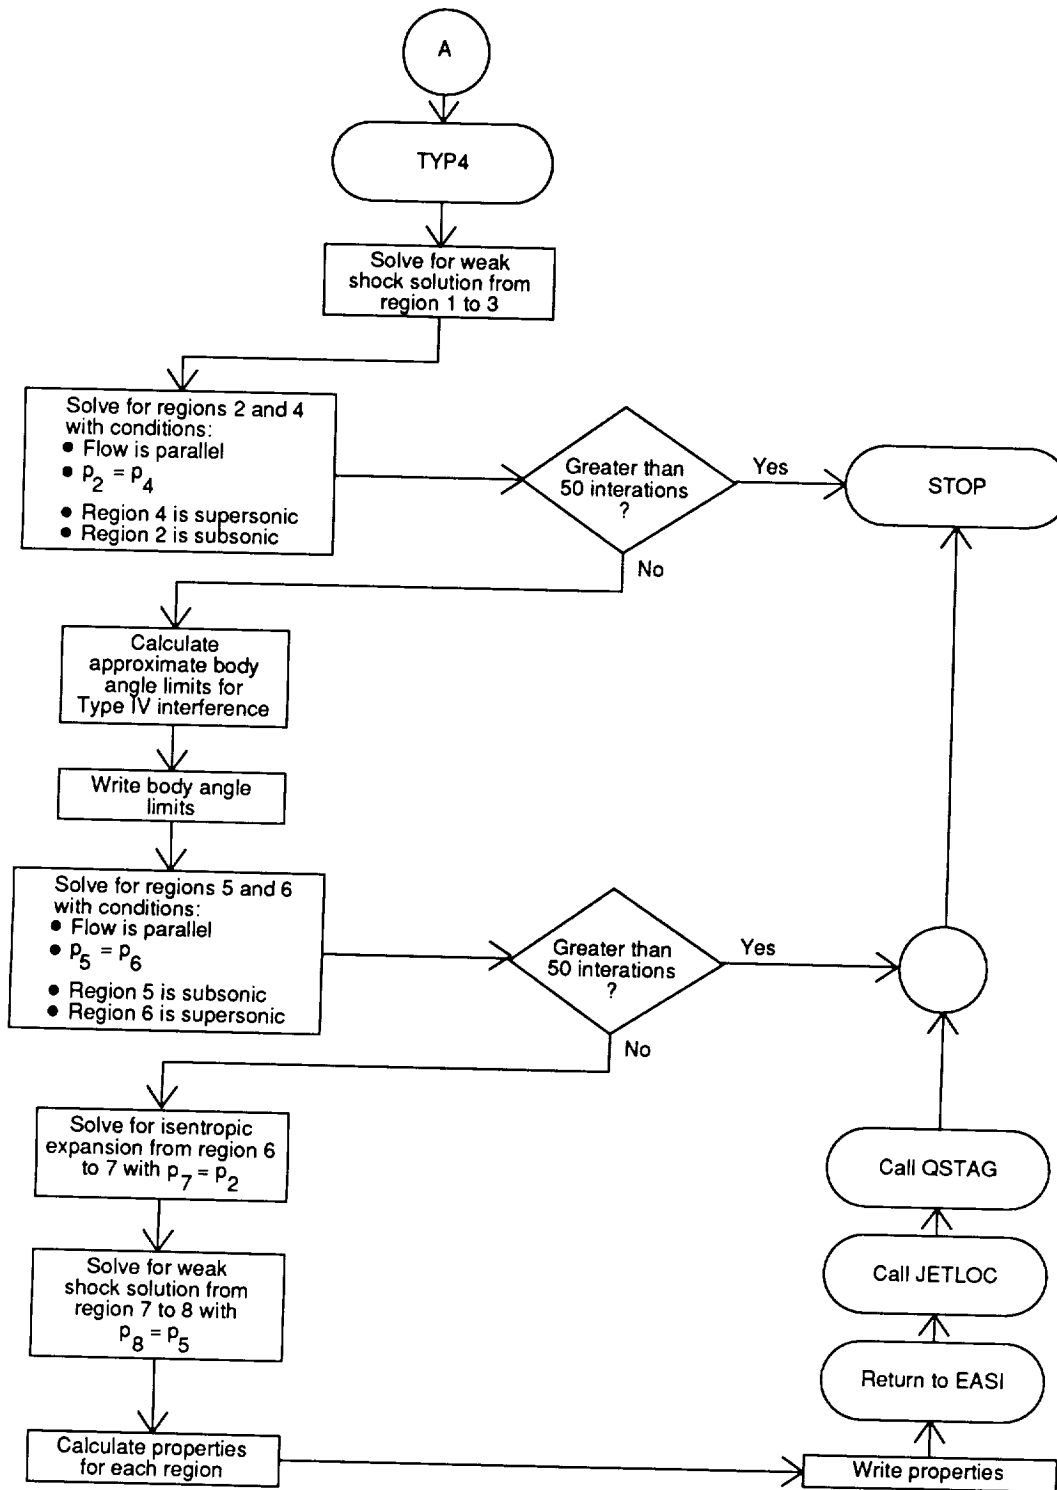 A
TYP4
Solve for weak
shock solution from
region 1 to 3
Solve for regions 2 and 4
with conditions:
● Flow is parallel
● p2 = p4
● Region 4 is supersonic
● Region 2 is subsonic
Greater than
50 interations
?
Yes
STOP
No
Calculate
approximate body
angle limits for
Type IV interference
Write body angle
limits
Solve for regions 5 and 6
with conditions:
● Flow is parallel
● p5 = p6
● Region 5 is subsonic
● Region 6 is supersonic
Greater than
50 interations
?
Yes
No
Solve for isentropic
expansion from region 6
to 7 with p7 = p2
Solve for weak
shock solution from
region 7 to 8 with
p8 = p5
Calculate properties
for each region
Write properties
Return to EASI
Call JETLOC
Call QSTAG